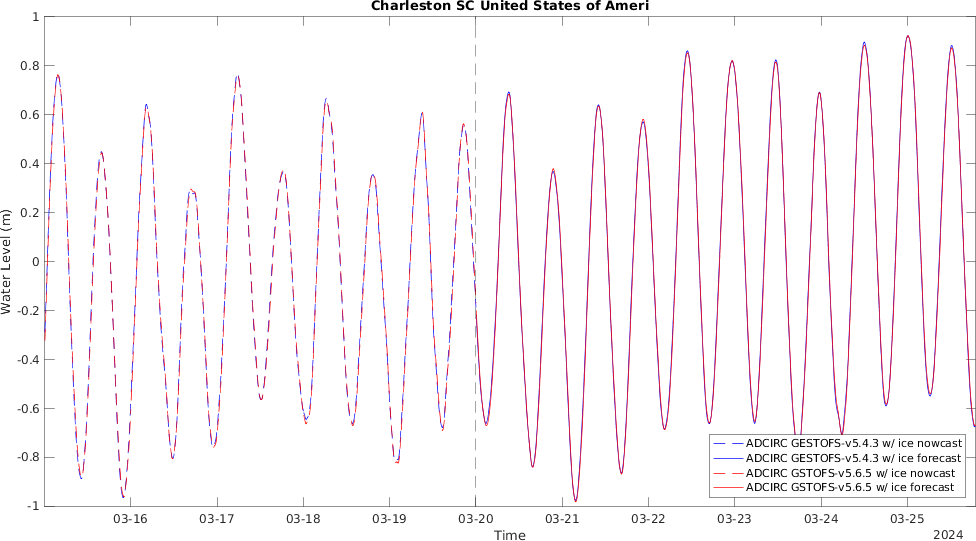 Charleston SC United States of Ameri
1
0.8
0.6
0.4
0.2
0
-0.2
-0.4
-0.6
-0.8
-1
Water Level (m)
ADCIRC GESTOFS-v5.4.3 w/ ice nowcast
ADCIRC GESTOFS-v5.4.3 w/ ice forecast
ADCIRC GSTOFS-v5.6.5 w/ ice nowcast
ADCIRC GSTOFS-v5.6.5 w/ ice forecast
03-16 03-17 03-18 03-19 03-20 03-21 03-22 03-23 03-24 03-25
Time
2024